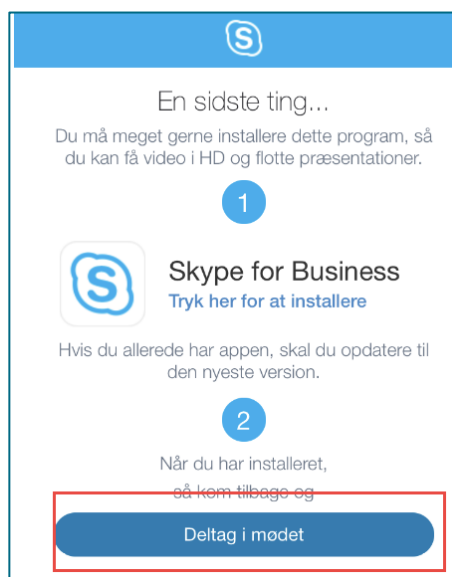 En sidste ting...
Du må meget gerne installere dette program, så
du kan få video i HD og flotte præsentationer.
1
Skype for Business
Tryk her for at installere
Hvis du allerede har appen, skal du opdatere til
den nyeste version.
2
Når du har installeret,
så kom tilbage og
Deltag i mødet